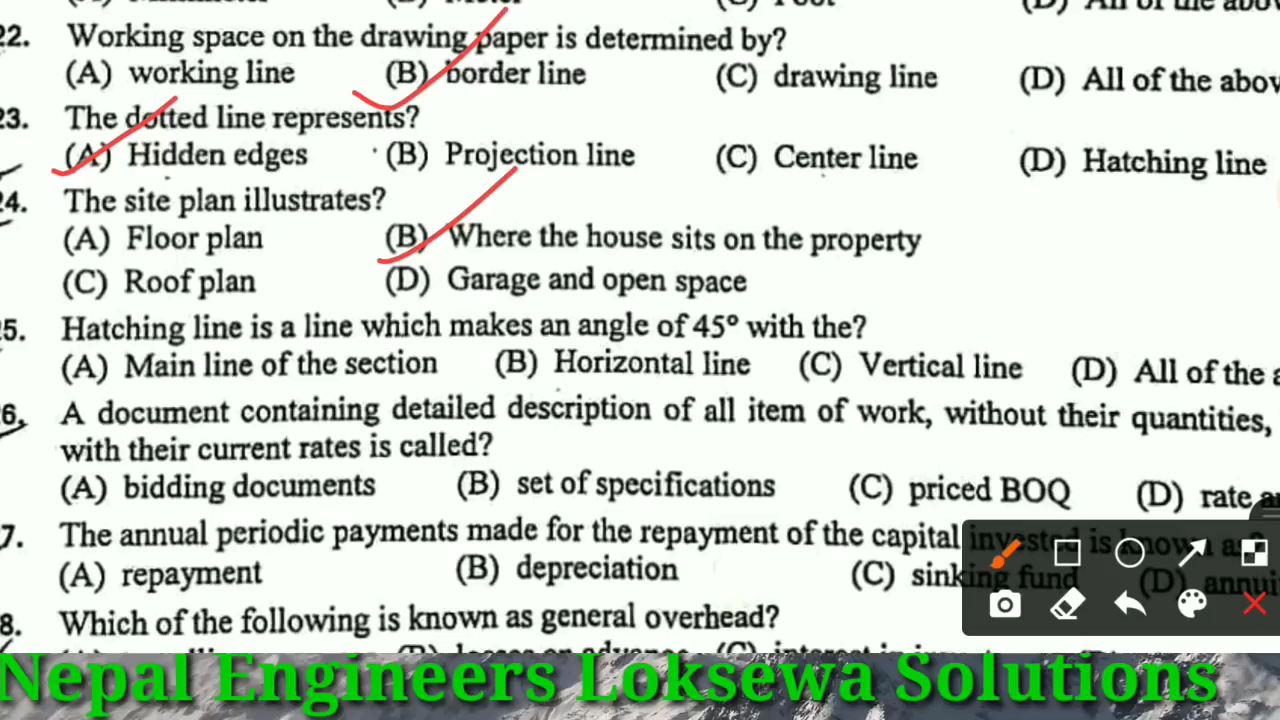 22. Working space on the drawing paper is determined by?
(A) working line (B) border line (C) drawing line (D) All of the abov
23. The dotted line represents?
(A) Hidden edges (B) Projection line (C) Center line (D) Hatching line
24. The site plan illustrates?
(A) Floor plan (B) Where the house sits on the property
(C) Roof plan (D) Garage and open space
5. Hatching line is a line which makes an angle of 45° with the?
(A) Main line of the section (B) Horizontal line (C) Vertical line (D) All of the a
6. A document containing detailed description of all item of work, without their quantities,
with their current rates is called?
(A) bidding documents (B) set of specifications (C) priced BOQ (D) rate
7. The annual periodic payments made for the repayment of the capital invested is known as?
(A) repayment (B) depreciation (C) sinking fund (D) annui
8. Which of the following is known as general overhead?
Nepal Engineers Loksewa Solutions